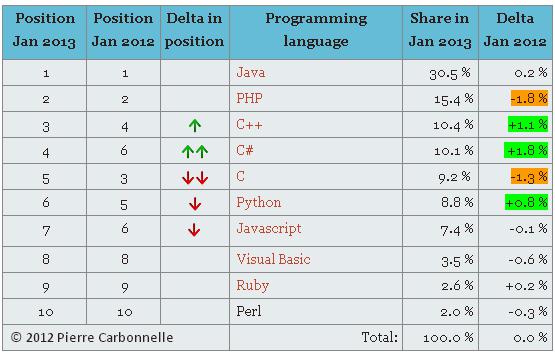 Position Jan 2013 Position Jan 2012 Delta in position Programming language Share in Jan 2013 Delta Jan 2012
1 1 Java 30.5 % 0.2 %
2 2 PHP 15.4 % -1.8 %
3 4 ↑ C++ 10.4 % +1.1 %
4 6 ↑↑ C# 10.1 % +1.8 %
5 3 ↓↓ C 9.2 % -1.3 %
6 5 ↓ Python 8.8 % +0.8 %
7 6 ↓ Javascript 7.4 % -0.1 %
8 8 Visual Basic 3.5 % -0.6 %
9 9 Ruby 2.6 % +0.2 %
10 10 Perl 2.0 % -0.3 %
© 2012 Pierre Carbonnelle Total: 100.0 % 0.0 %